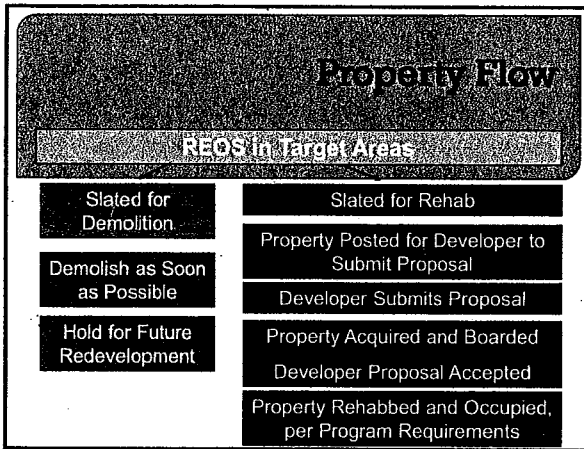 Property Flow
REOS in Target Areas
Slated for
Demolition
Demolish as Soon
as Possible
Hold for Future
Redevelopment
Slated for Rehab
Property Posted for Developer to
Submit Proposal
Developer Submits Proposal
Property Acquired and Boarded
Developer Proposal Accepted
Property Rehabbed and Occupied,
per Program Requirements